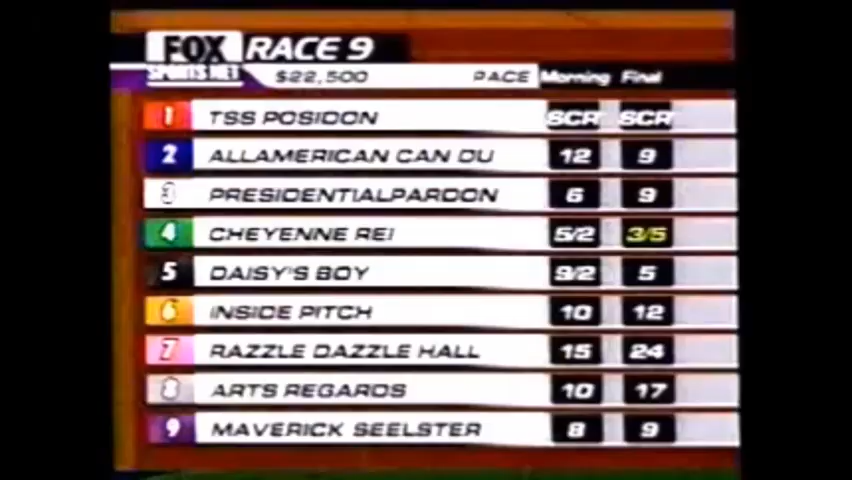 FOX RACE 9
SPORTS NET $22,500 PACE Morning Final
1 TSS POSIDON SCR SCR
2 ALLAMERICAN CAN DU 12 9
3 PRESIDENTIALPARDON 6 9
4 CHEYENNE REI 5/2 3/5
5 DAISY'S BOY 9/2 5
6 INSIDE PITCH 10 12
7 RAZZLE DAZZLE HALL 15 24
8 ARTS REGARDS 10 17
9 MAVERICK SEELSTER 8 9